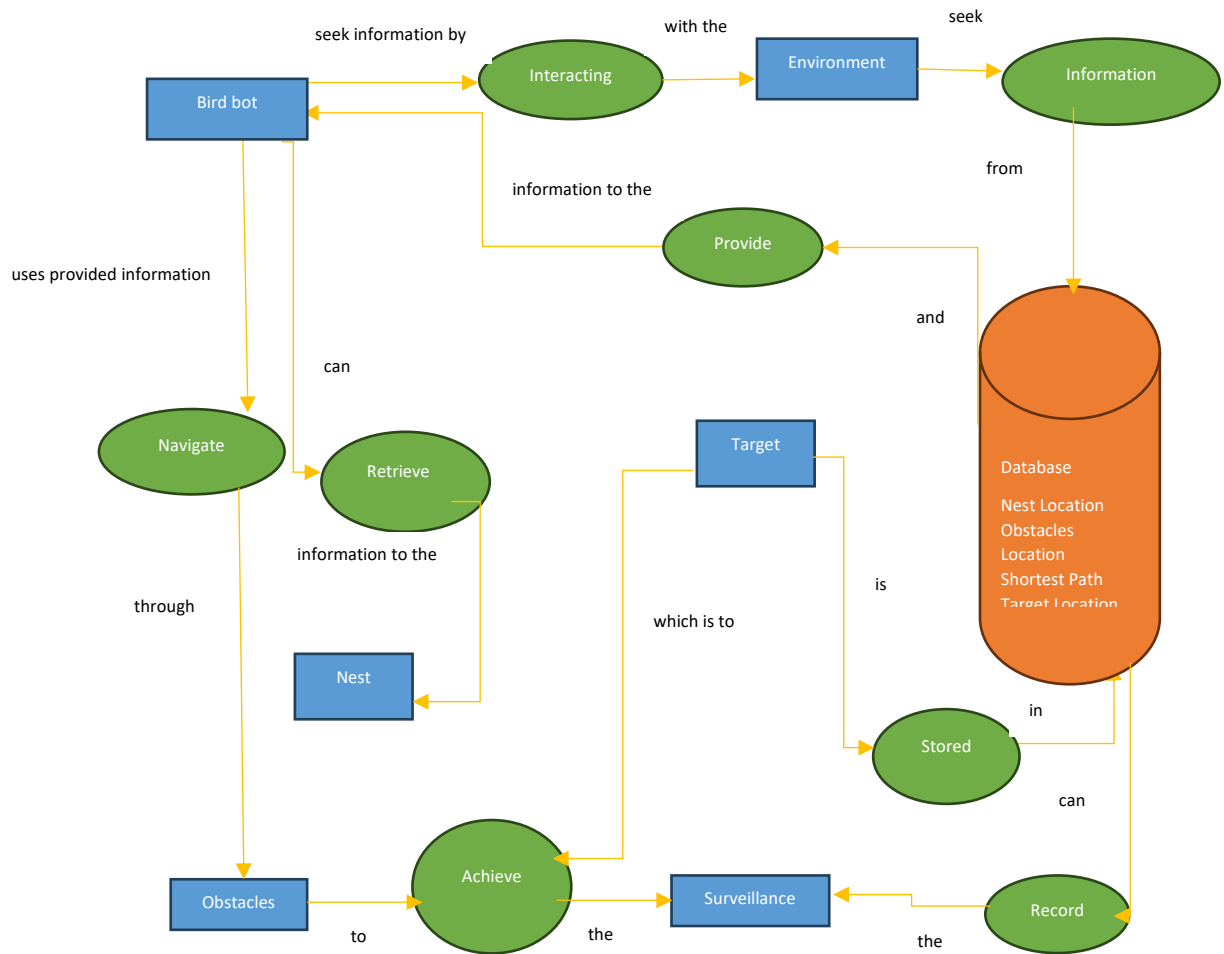 seek
with the
seek information by
Environment
Information
Interacting
Bird bot
from
information to the
Provide
uses provided information
and
can
Navigate
Target
Retrieve
Database
Nest Location
Obstacles
Location
Shortest Path
Target Location
information to the
is
through
which is to
Nest
in
Stored
can
Achieve
Surveillance
Obstacles
Record
to
the
the